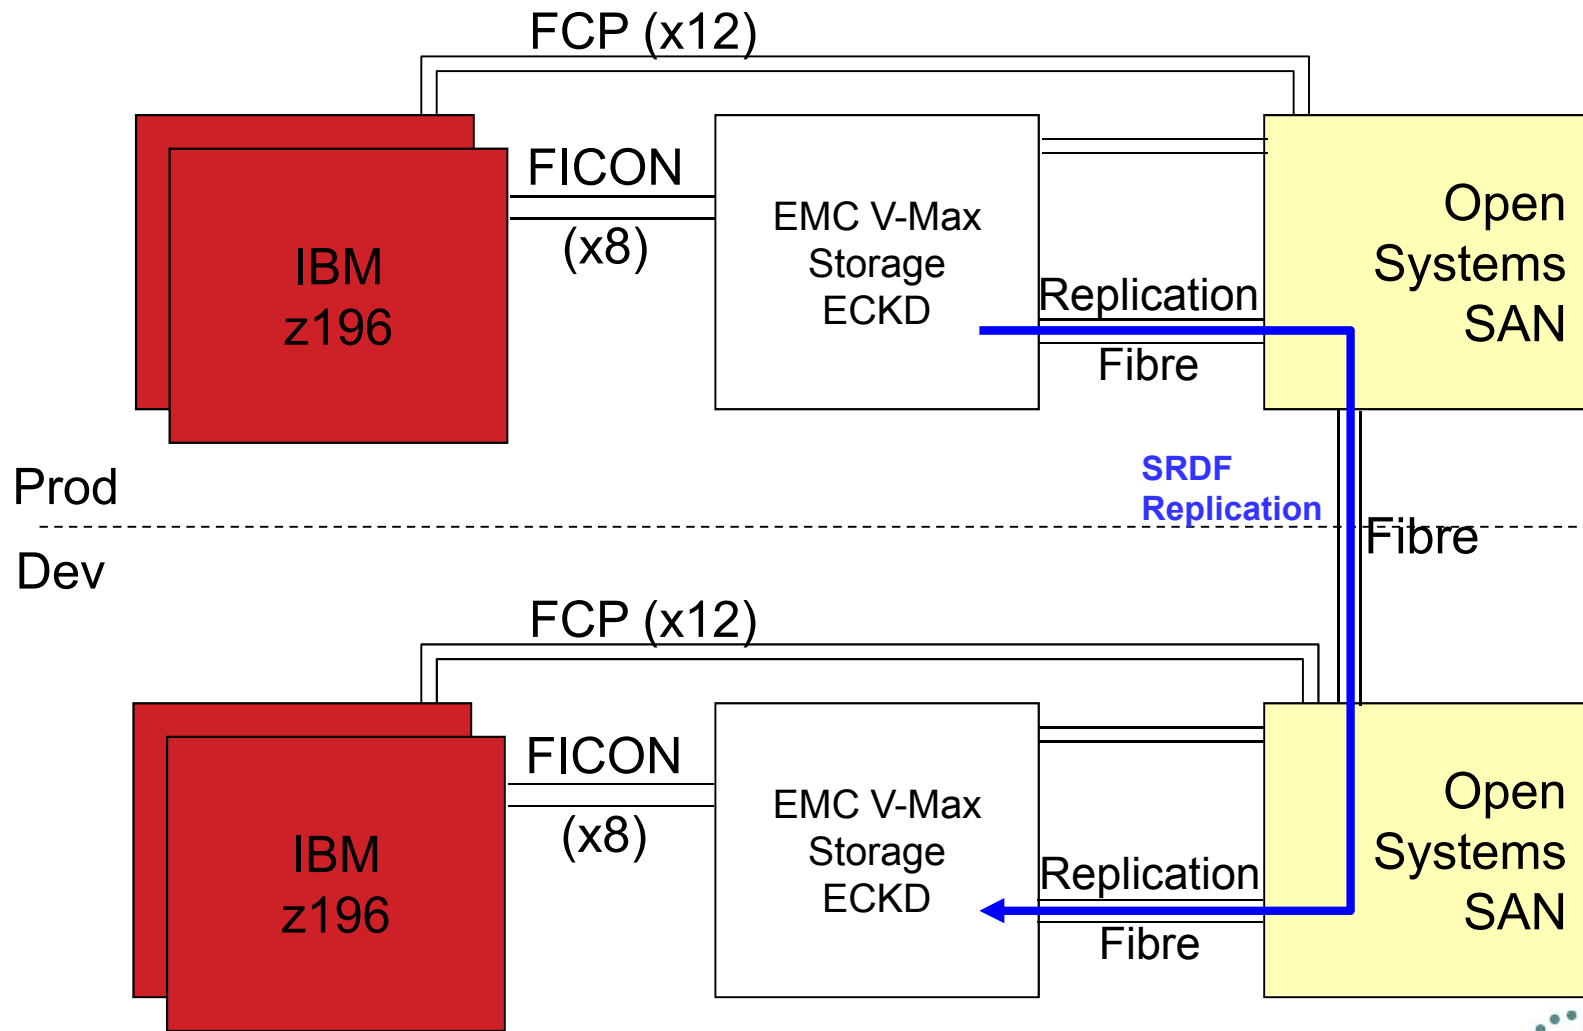 FCP (x12)
FICON
(x8)
IBM
z196
EMC V-Max
Storage
ECKD
Replication
Fibre
Open
Systems
SAN
SRDF
Replication
Prod
Fibre
Dev
FCP (x12)
FICON
(x8)
IBM
z196
EMC V-Max
Storage
ECKD
Replication
Fibre
Open
Systems
SAN